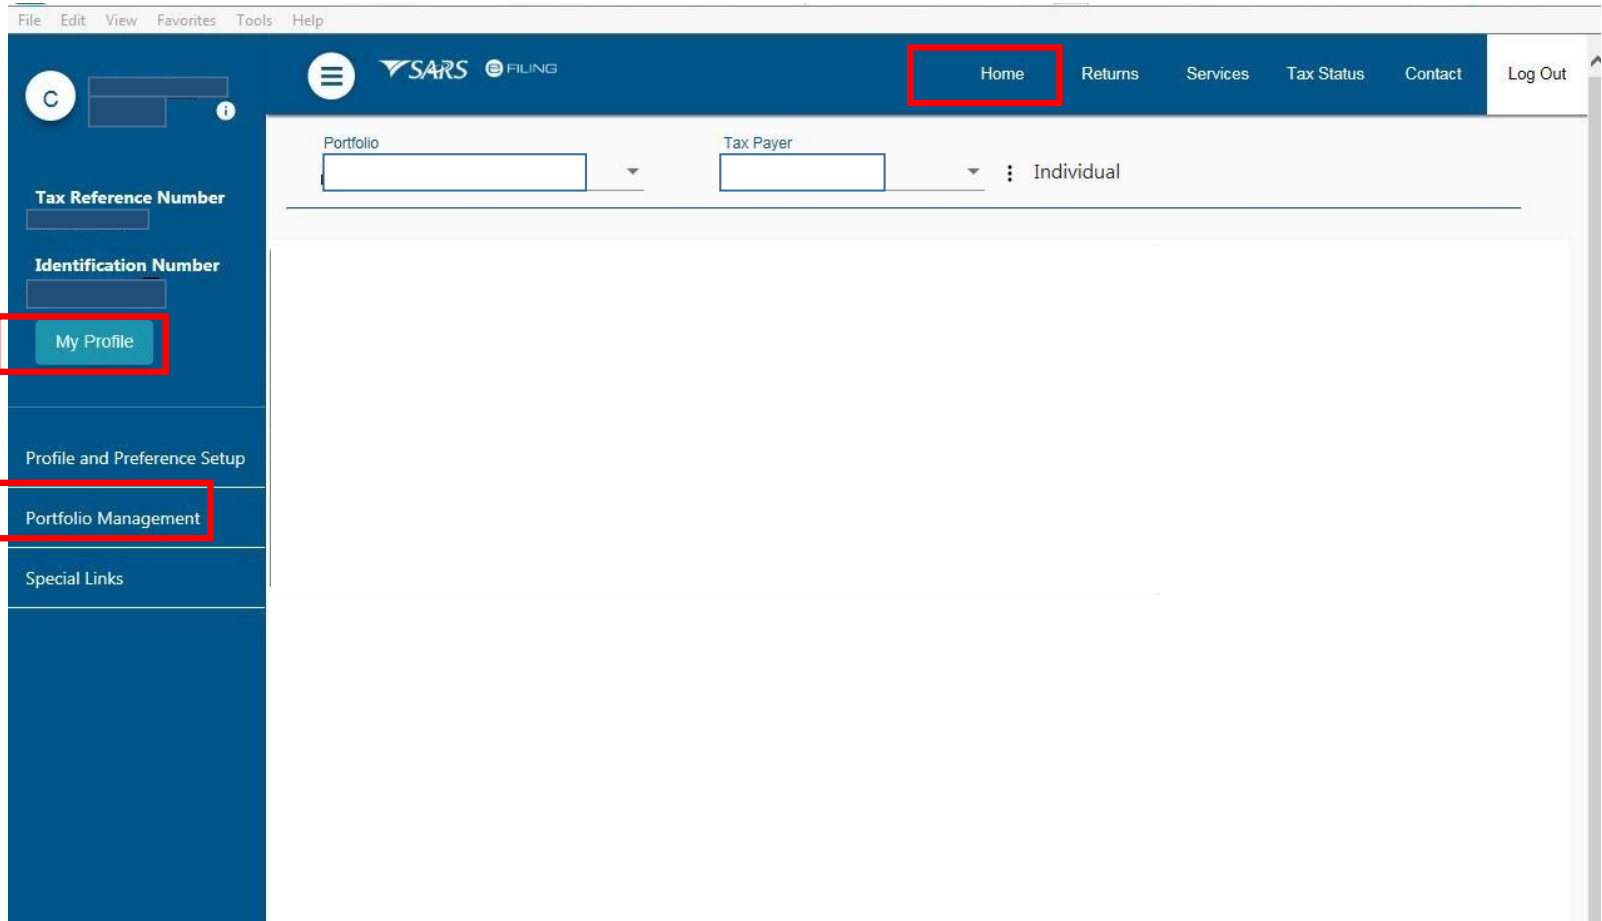 File Edit View Favorites Tools Help
C
i
SARS e FILING
Home Returns Services Tax Status Contact Log Out
Portfolio
Tax Payer
Individual
Tax Reference Number
Identification Number
My Profile
Profile and Preference Setup
Portfolio Management
Special Links